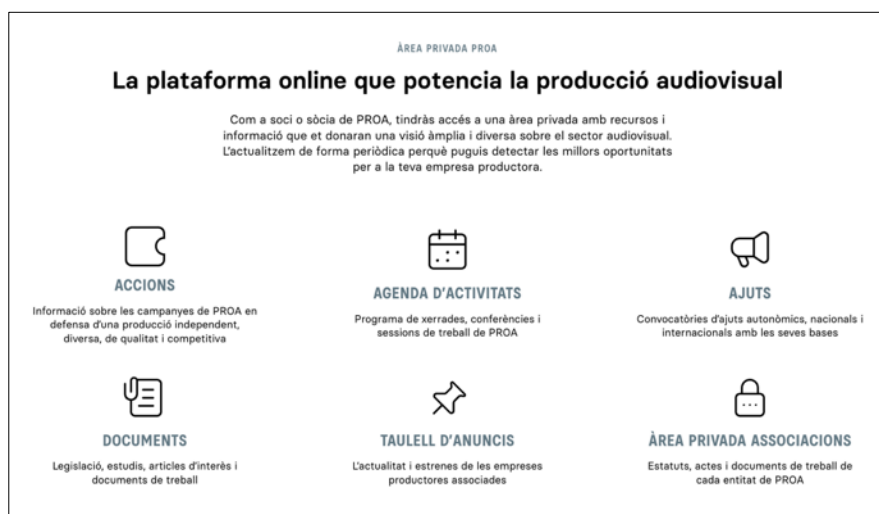 ÀREA PRIVADA PROA
La plataforma online que potencia la producció audiovisual
Com a soci o sòcia de PROA, tindràs accés a una àrea privada amb recursos i
informació que et donaran una visió àmplia i diversa sobre el sector audiovisual.
L'actualitzem de forma periòdica perquè puguis detectar les millors oportunitats
per a la teva empresa productora.
ACCIONS
Informació sobre les campanyes de PROA en
defensa d'una producció independent,
diversa, de qualitat i competitiva
AGENDA D'ACTIVITATS
Programa de xerrades, conferències i
sessions de treball de PROA
AJUTS
Convocatòries d'ajuts autonòmics, nacionals i
internacionals amb les seves bases
DOCUMENTS
Legislació, estudis, articles d'interès i
documents de treball
TAULELL D'ANUNCIS
L'actualitat i estrenes de les empreses
productores associades
ÀREA PRIVADA ASSOCIACIONS
Estatuts, actes i documents de treball de
cada entitat de PROA